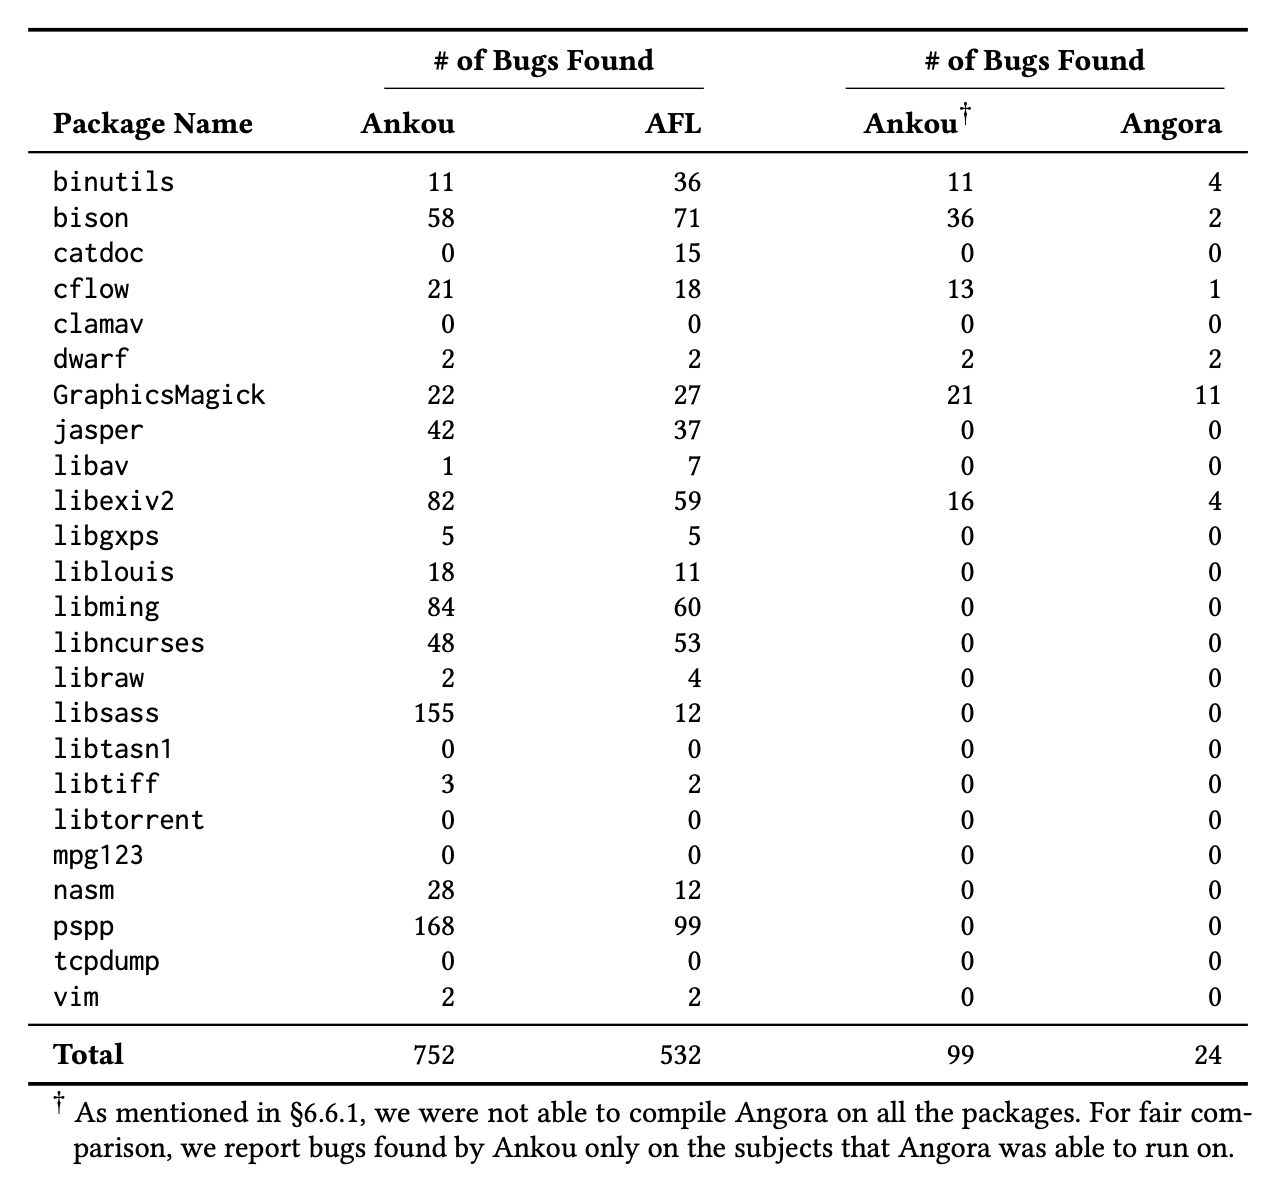 # of Bugs Found # of Bugs Found
Package Name Ankou AFL Ankou† Angora
binutils 11 36 11 4
bison 58 71 36 2
catdoc 0 15 0 0
cflow 21 18 13 1
clamav 0 0 0 0
dwarf 2 2 2 2
GraphicsMagick 22 27 21 11
jasper 42 37 0 0
libav 1 7 0 0
libexiv2 82 59 16 4
libgxps 5 5 0 0
liblouis 18 11 0 0
libming 84 60 0 0
libncurses 48 53 0 0
libraw 2 4 0 0
libsass 155 12 0 0
libtasn1 0 0 0 0
libtiff 3 2 0 0
libtorrent 0 0 0 0
mpg123 0 0 0 0
nasm 28 12 0 0
pspp 168 99 0 0
tcpdump 0 0 0 0
vim 2 2 0 0
Total 752 532 99 24
† As mentioned in §6.6.1, we were not able to compile Angora on all the packages. For fair com-
parison, we report bugs found by Ankou only on the subjects that Angora was able to run on.